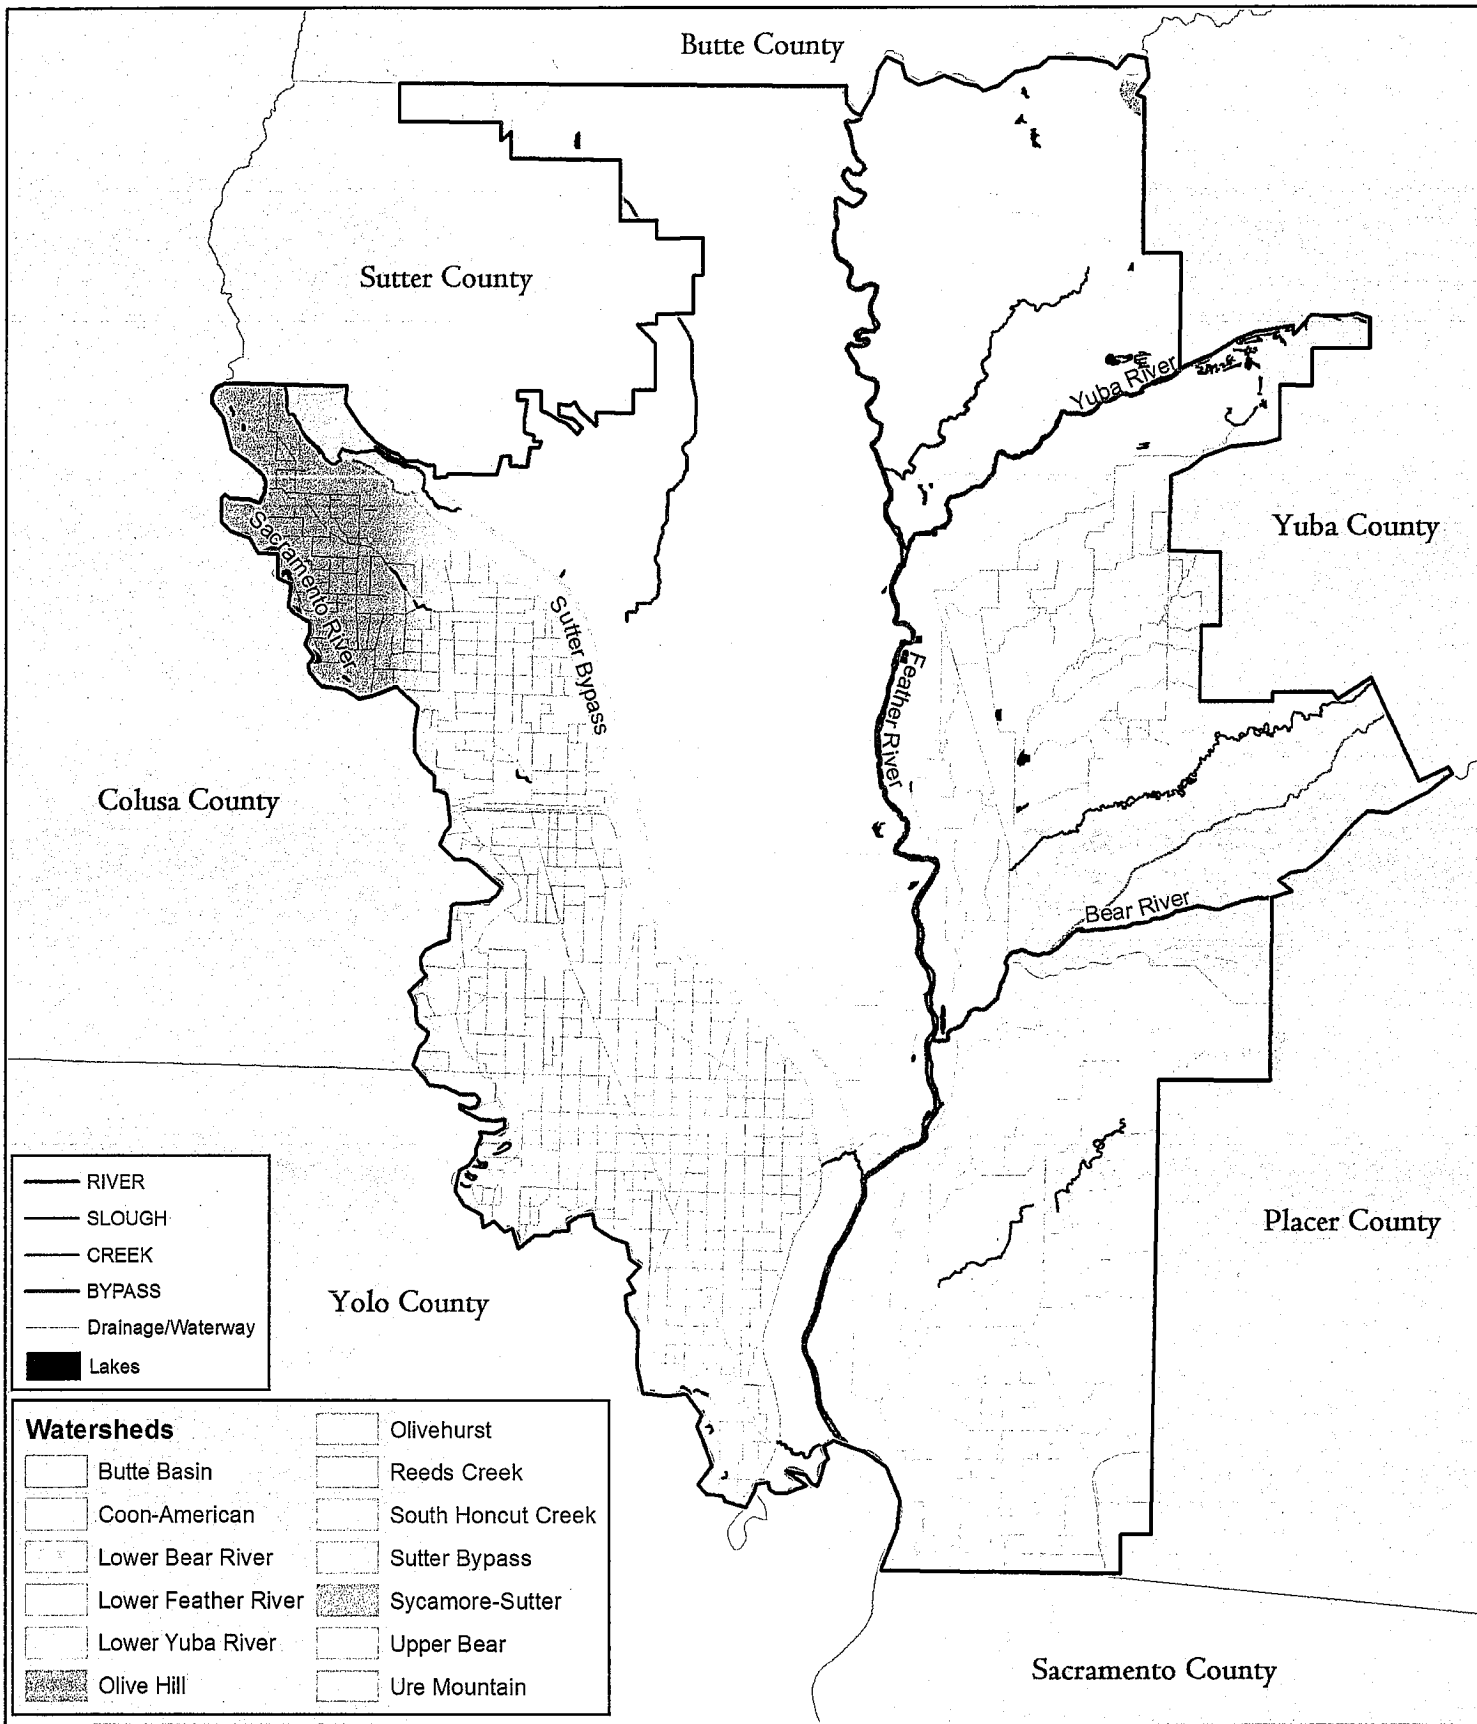 Butte County
Sutter County
Yuba River
Yuba County
Sacramento River
Sutter Bypass
Feather River
Colusa County
Bear River
RIVER
SLOUGH
CREEK
BYPASS
Drainage/Waterway
Lakes
Yolo County
Placer County
Watersheds
Butte Basin
Coon-American
Lower Bear River
Lower Feather River
Lower Yuba River
Olive Hill
Olivehurst
Reeds Creek
South Honcut Creek
Sutter Bypass
Sycamore-Sutter
Upper Bear
Ure Mountain
Sacramento County